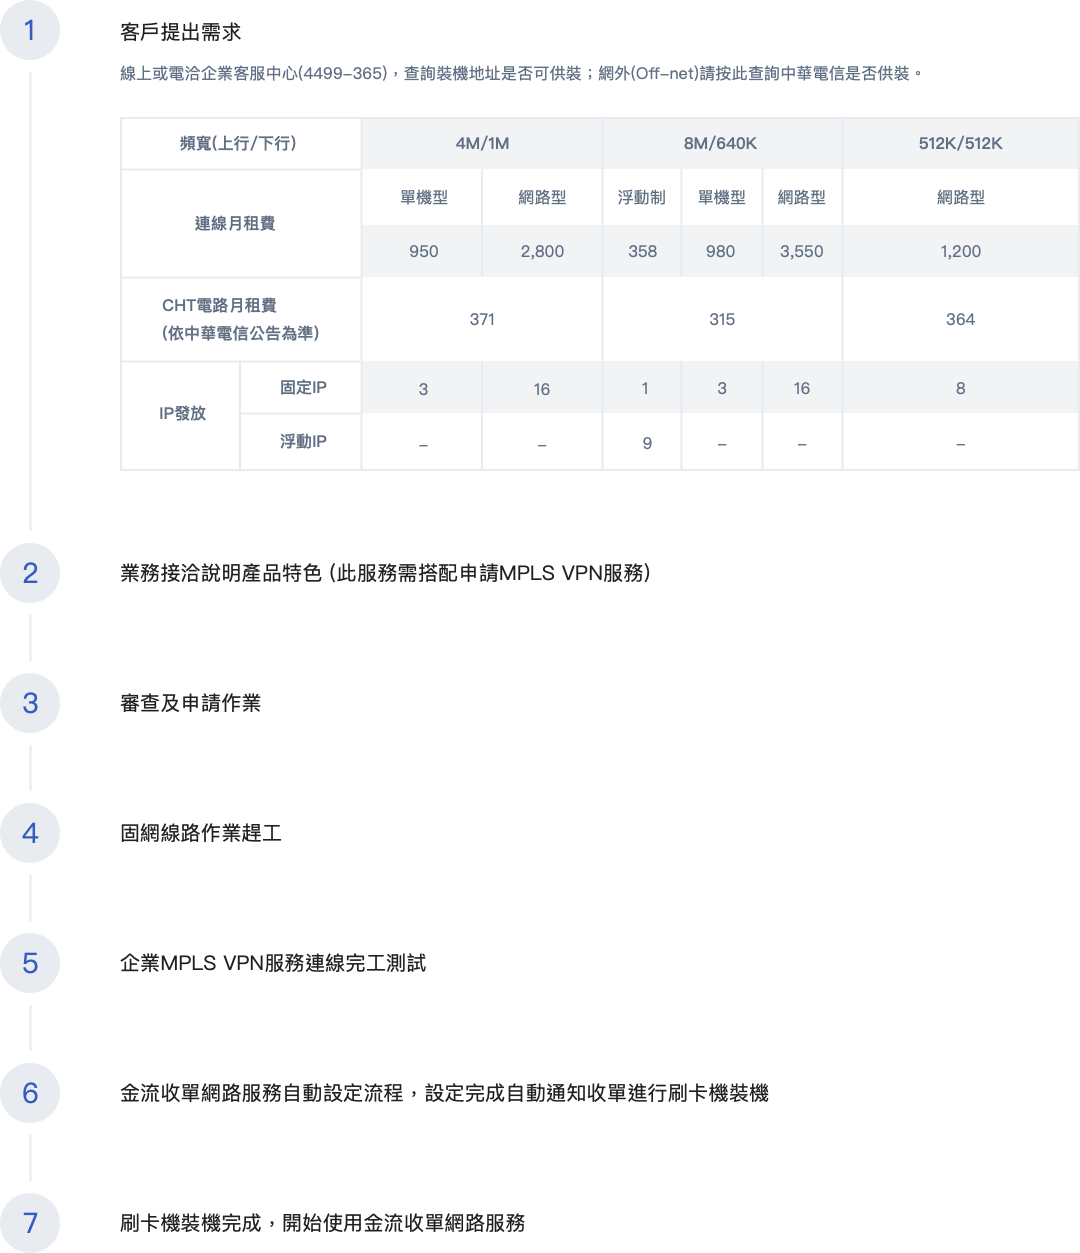 1
客戶提出需求
線上或電洽企業客服中心(4499-365)，查詢裝機地址是否可供裝；網外(Off-net)請按此查詢中華電信是否供裝。
頻寬(上行/下行) 4M/1M 8M/640K 512K/512K
連線月租費 單機型 網路型 浮動制 單機型 網路型 網路型
950 2,800 358 980 3,550 1,200
CHT電路月租費
(依中華電信公告為準) 371 315 364
IP發放 固定IP 3 16 1 3 16 8
浮動IP – – 9 – – –
2
業務接洽說明產品特色 (此服務需搭配申請MPLS VPN服務)
3
審查及申請作業
4
固網線路作業趕工
5
企業MPLS VPN服務連線完工測試
6
金流收單網路服務自動設定流程，設定完成自動通知收單進行刷卡機裝機
7
刷卡機裝機完成，開始使用金流收單網路服務